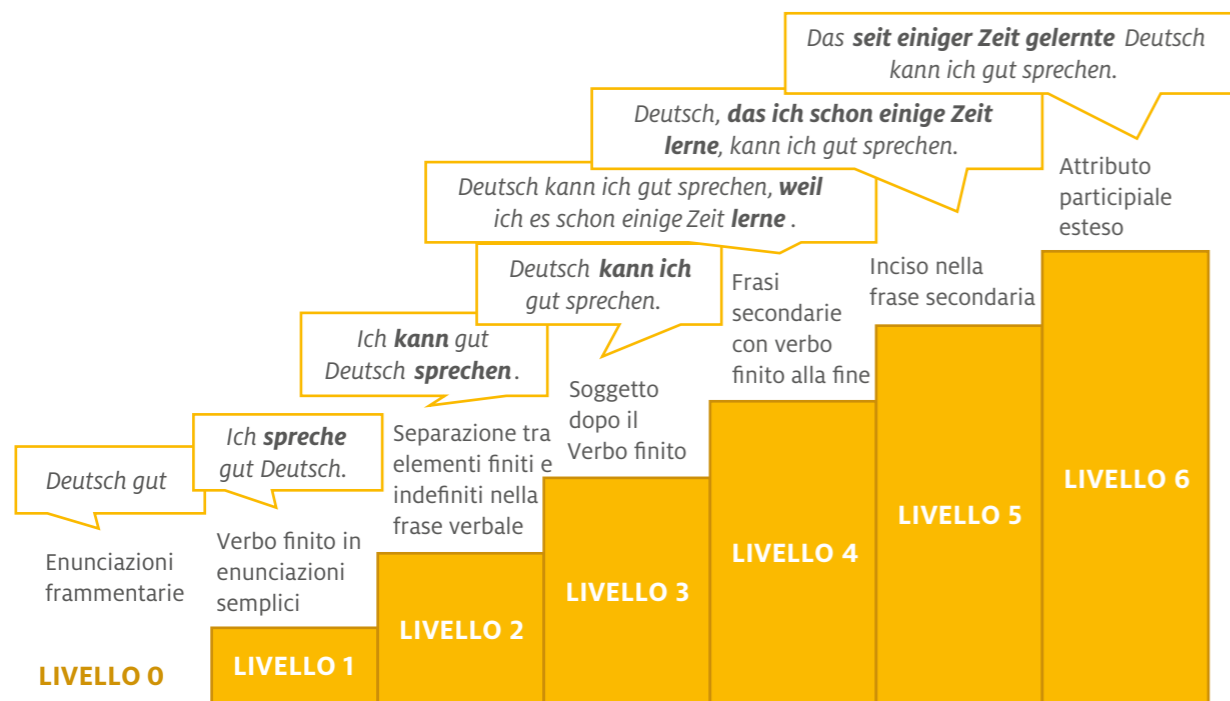 Deutsch gut
Enunciazioni
frammentarie
LIVELLO 0
Ich spreche
gut Deutsch.
Verbo finito in
enunciazioni
semplici
LIVELLO 1
Ich kann gut
Deutsch sprechen.
Separazione tra
elementi finiti e
indefiniti nella
frase verbale
LIVELLO 2
Deutsch kann ich
gut sprechen.
Soggetto
dopo il
Verbo finito
LIVELLO 3
Deutsch kann ich gut sprechen, weil
ich es schon einige Zeit lerne .
Frasi
secondarie
con verbo
finito alla fine
LIVELLO 4
Deutsch, das ich schon einige Zeit
lerne, kann ich gut sprechen.
Inciso nella
frase secondaria
LIVELLO 5
Das seit einiger Zeit gelernte Deutsch
kann ich gut sprechen.
Attributo
participiale
esteso
LIVELLO 6